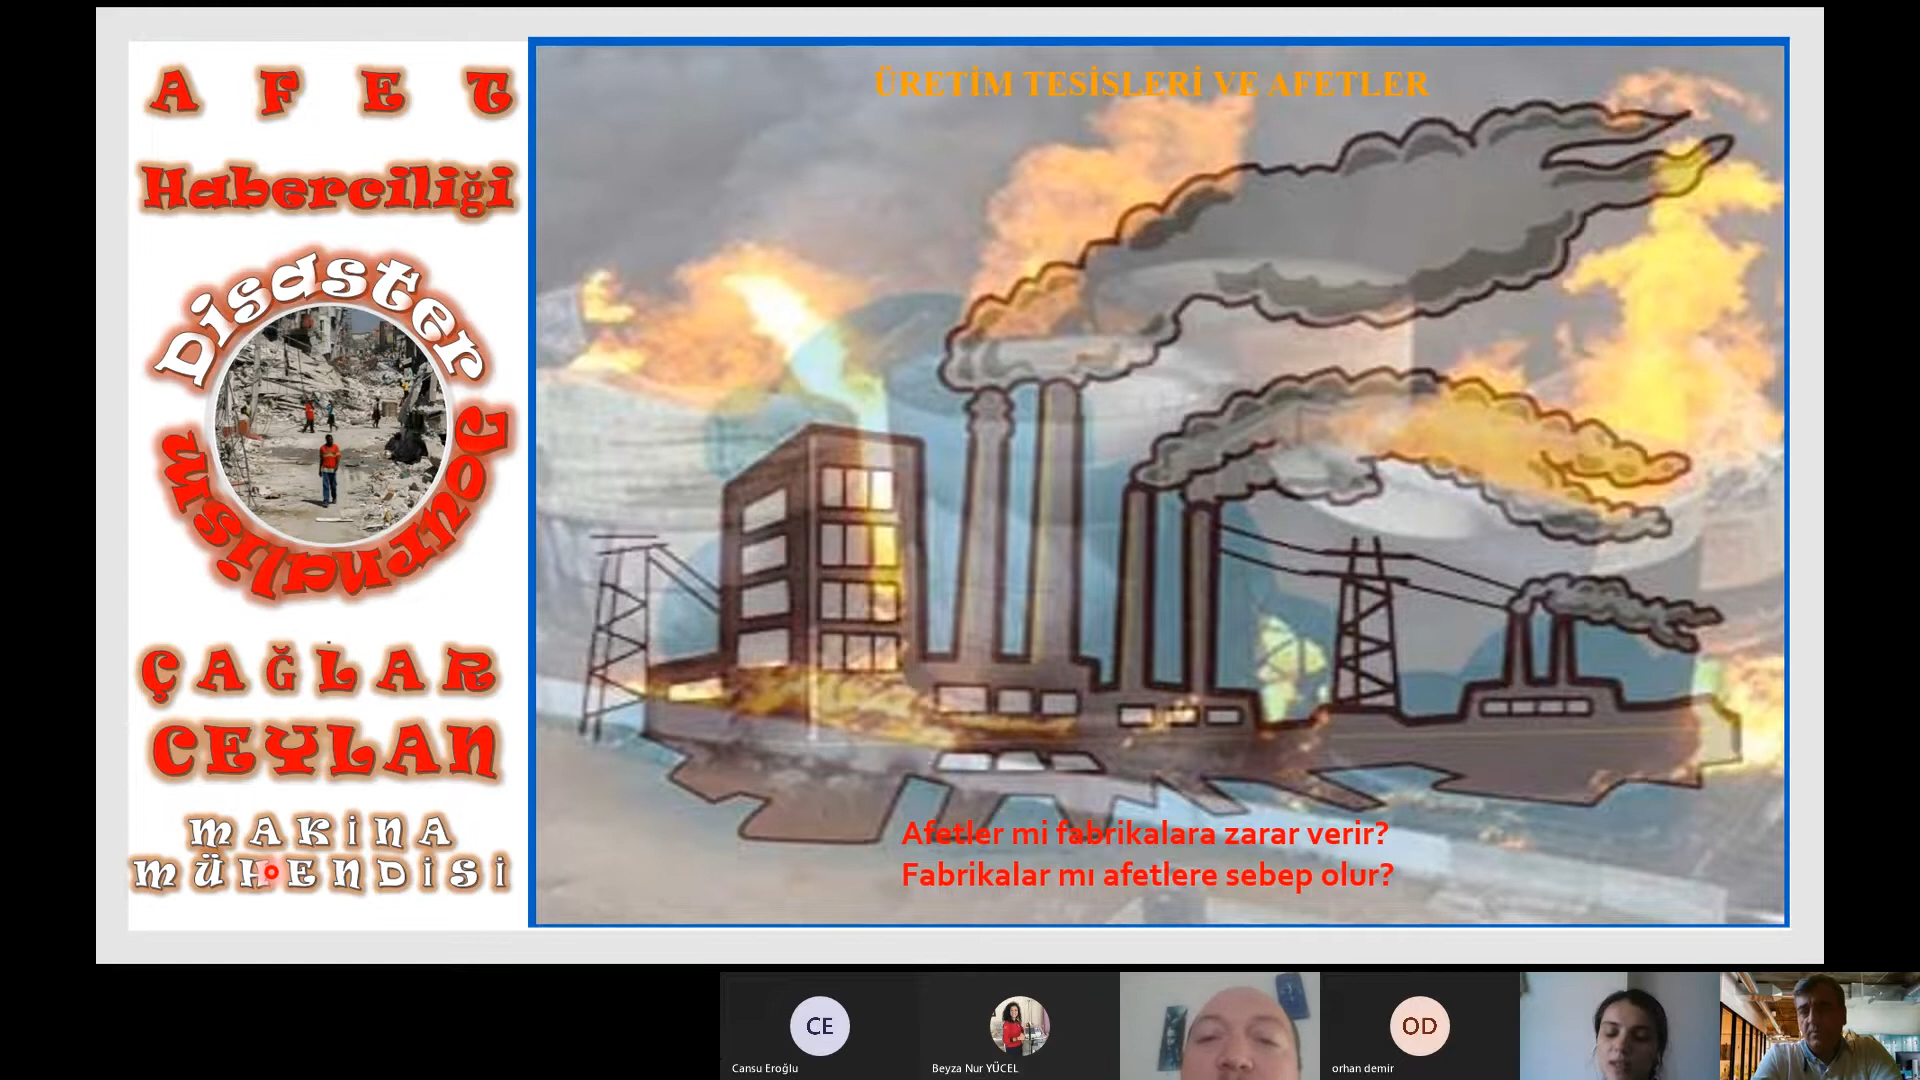 AFET
Haberciliği
Disaster
Journalism
ÇAĞLAR
CEYLAN
MAKİNA
MÜHENDİSİ
ÜRETİM TESİSLERİ VE AFETLER
Afetler mi fabrikalara zarar verir?
Fabrikalar mı afetlere sebep olur?
CE
Cansu Eroğlu
Beyza Nur YÜCEL
OD
orhan demir